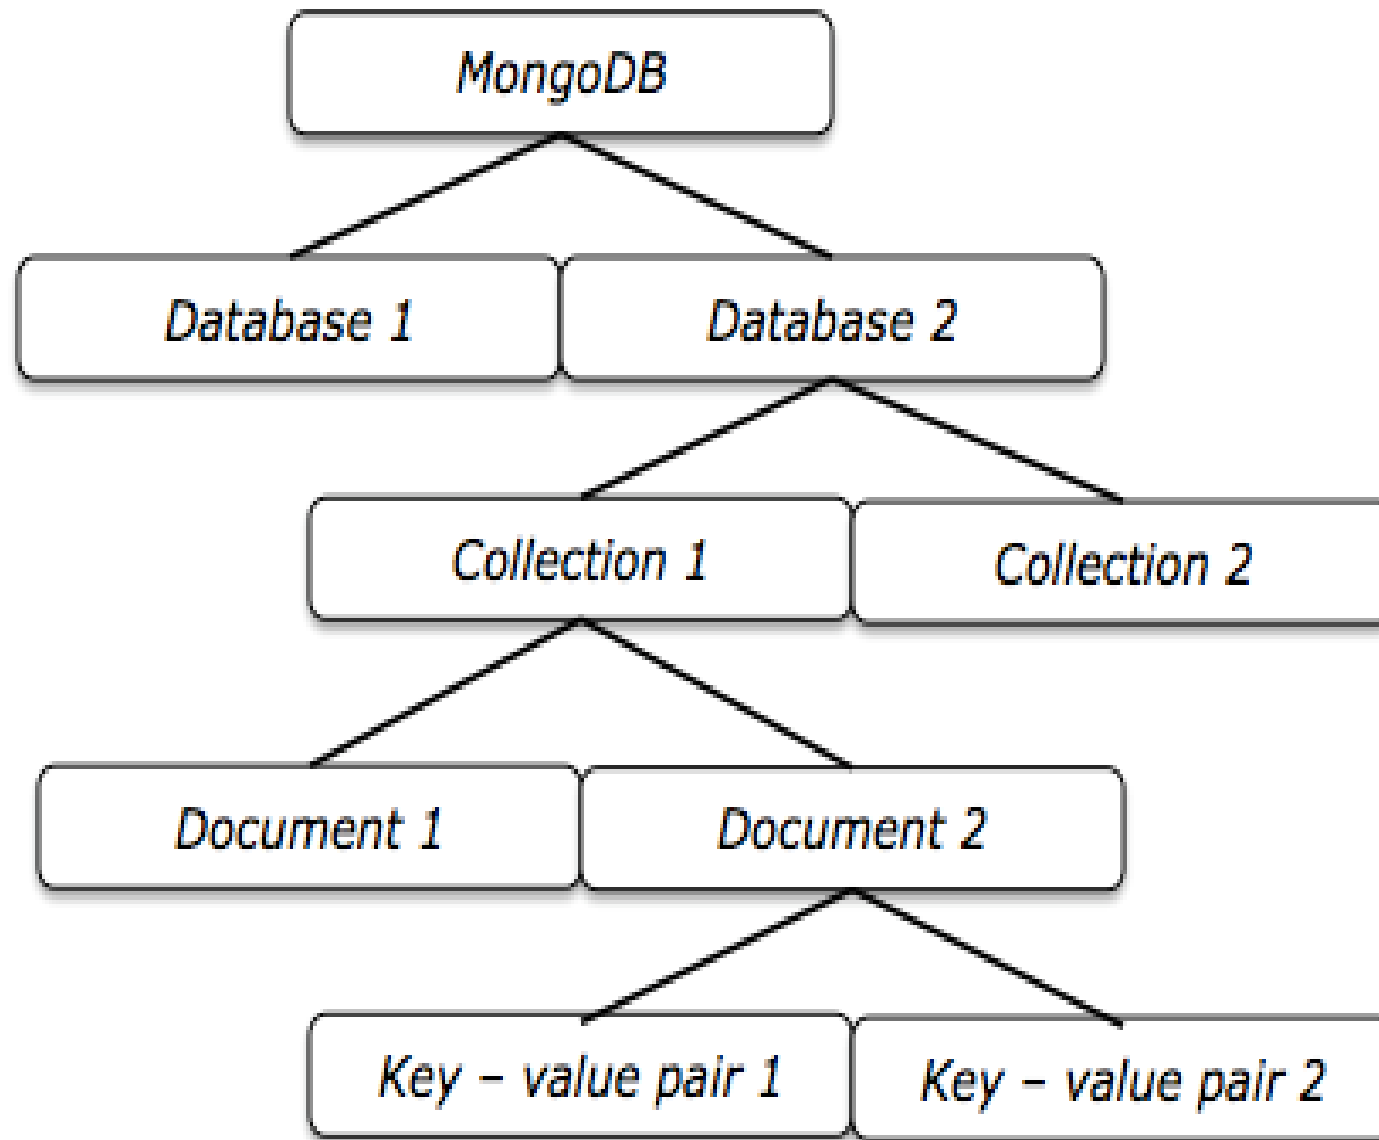 MongoDB
Database 1
Database 2
Collection 1
Collection 2
Document 1
Document 2
Key – value pair 1
Key – value pair 2